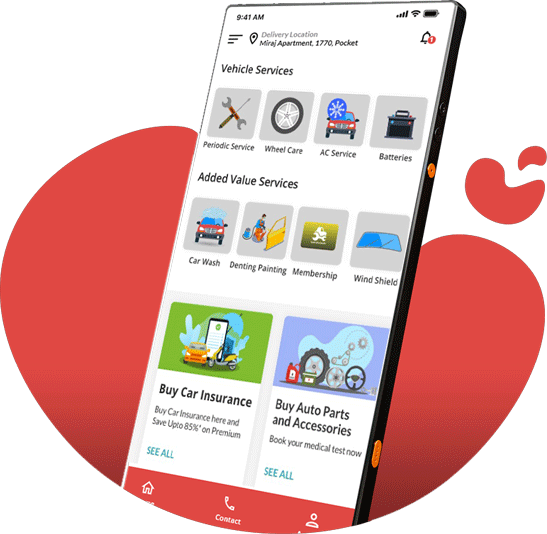 9:41 AM
Delivery Location
Miraj Apartment, 1770, Pocket
1
Vehicle Services
Periodic Service
Wheel Care
AC Service
Batteries
Added Value Services
Car Wash
Denting Painting
Membership
Wind Shield
Buy Car Insurance
Buy Car Insurance here and
Save Upto 85%* on Premium
SEE ALL
Buy Auto Parts
and Accessories
Book your medical test now
SEE ALL
Contact